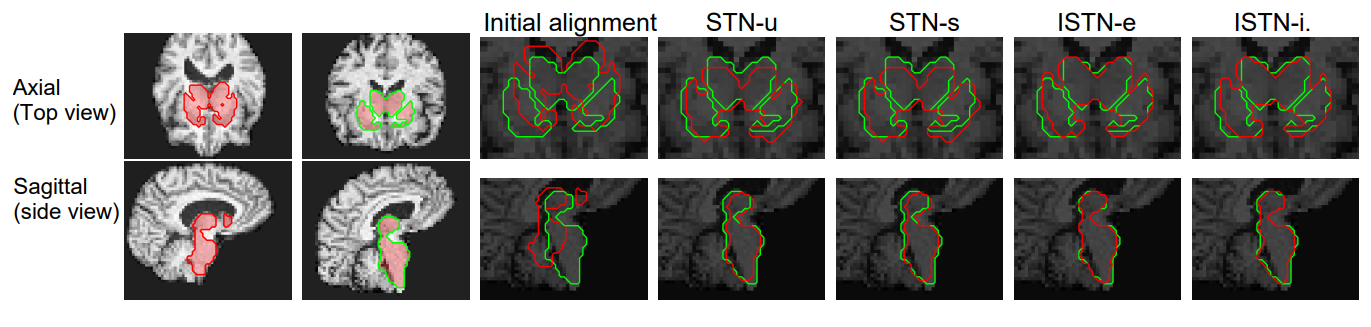 Initial alignment STN-u STN-s ISTN-e ISTN-i.
Axial
(Top view)
Sagittal
(side view)